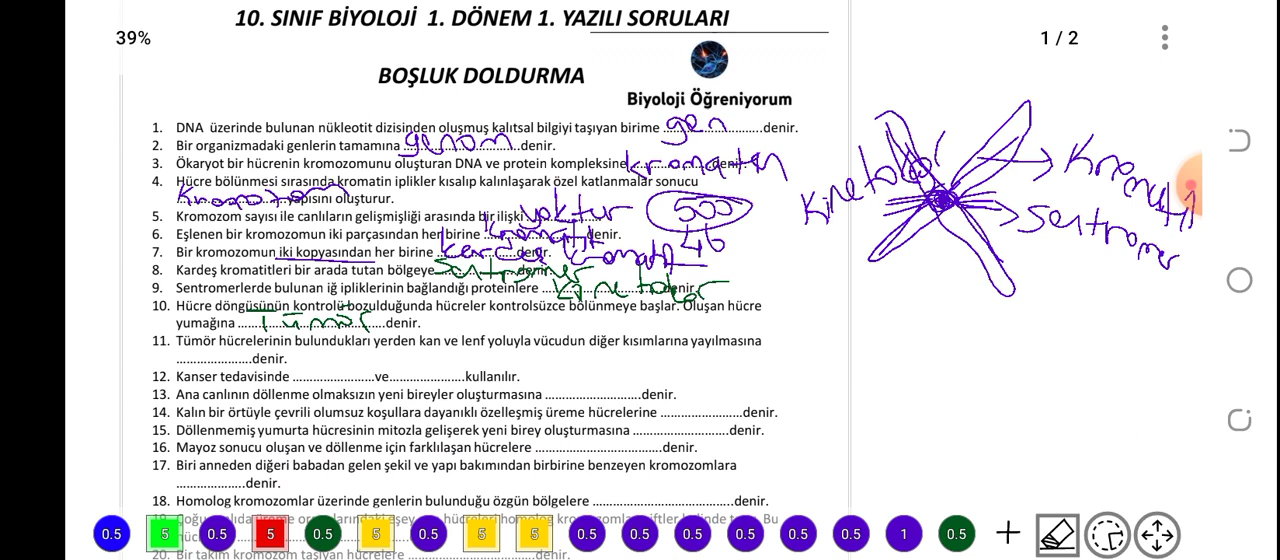 10. SINIF BİYOLOJİ 1. DÖNEM 1. YAZILI SORULARI
39%
1 / 2
BOŞLUK DOLDURMA
Biyoloji Öğreniyorum
1. DNA üzerinde bulunan nükleotit dizisinden oluşmuş kalıtsal bilgiyi taşıyan birime gen denir.
2. Bir organizmadaki genlerin tamamına genom denir.
3. Ökaryot bir hücrenin kromozomunu oluşturan DNA ve protein kompleksine kromaten denir.
4. Hücre bölünmesi sırasında kromatin iplikler kısalıp kalınlaşarak özel katlanmalar sonucu
kromozom yapısını oluşturur.
5. Kromozom sayısı ile canlıların gelişmişliği arasında bir ilişki yoktur
500
6. Eşlenen bir kromozomun iki parçasından her birine kromatit denir.
46
7. Bir kromozomun iki kopyasından her birine kardeş kromatit denir.
8. Kardeş kromatitleri bir arada tutan bölgeye sentromer denir.
9. Sentromerlerde bulunan iğ ipliklerinin bağlandığı proteinlere kinetokor denir.
10. Hücre döngüsünün kontrolü bozulduğunda hücreler kontrolsüzce bölünmeye başlar. Oluşan hücre
yumağına Tümör denir.
11. Tümör hücrelerinin bulundukları yerden kan ve lenf yoluyla vücudun diğer kısımlarına yayılmasına
………………….denir.
12. Kanser tedavisinde …………………ve………………….kullanılır.
13. Ana canlının döllenme olmaksızın yeni bireyler oluşturmasına ……………………….denir.
14. Kalın bir örtüyle çevrili olumsuz koşullara dayanıklı özelleşmiş üreme hücrelerine ……………………denir.
15. Döllenmemiş yumurta hücresinin mitozla gelişerek yeni birey oluşturmasına ……………………….denir.
16. Mayoz sonucu oluşan ve döllenme için farklılaşan hücrelere ……………………………….denir.
17. Biri anneden diğeri babadan gelen şekil ve yapı bakımından birbirine benzeyen kromozomlara
………………..denir.
18. Homolog kromozomlar üzerinde genlerin bulunduğu özgün bölgelere …………………………………..denir.
20. Bir takım kromozom taşıyan hücrelere ……………………………..denir.
Kinetokor
Kromatit
Sentromer
0.5 5 0.5 5 0.5 5 0.5 5 5 0.5 0.5 0.5 0.5 0.5 0.5 1 0.5